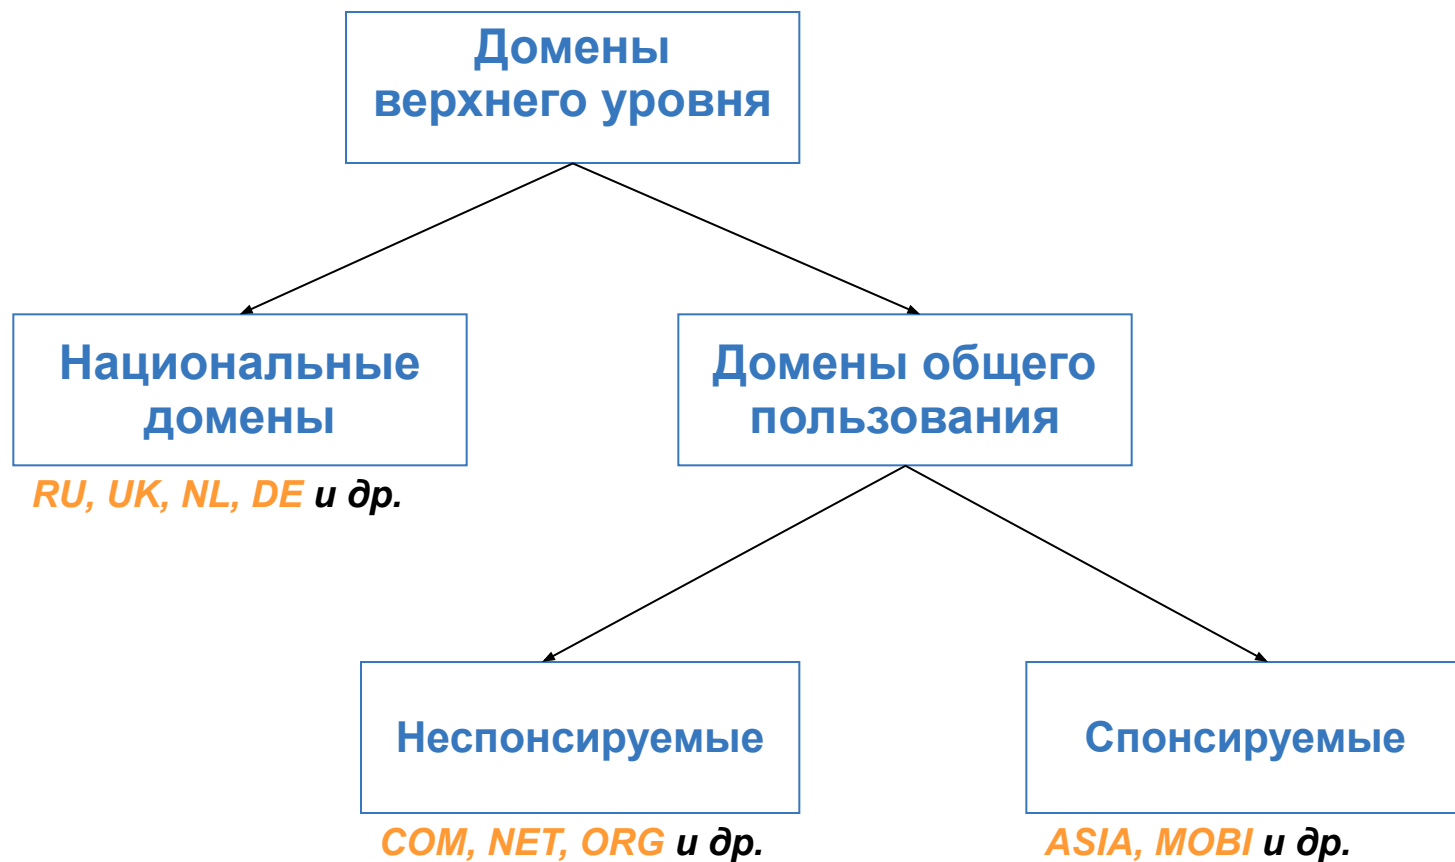 Домены
верхнего уровня
Национальные
домены
Домены общего
пользования
RU, UK, NL, DE и др.
Неспонсируемые
Спонсируемые
COM, NET, ORG и др.
ASIA, MOBI и др.